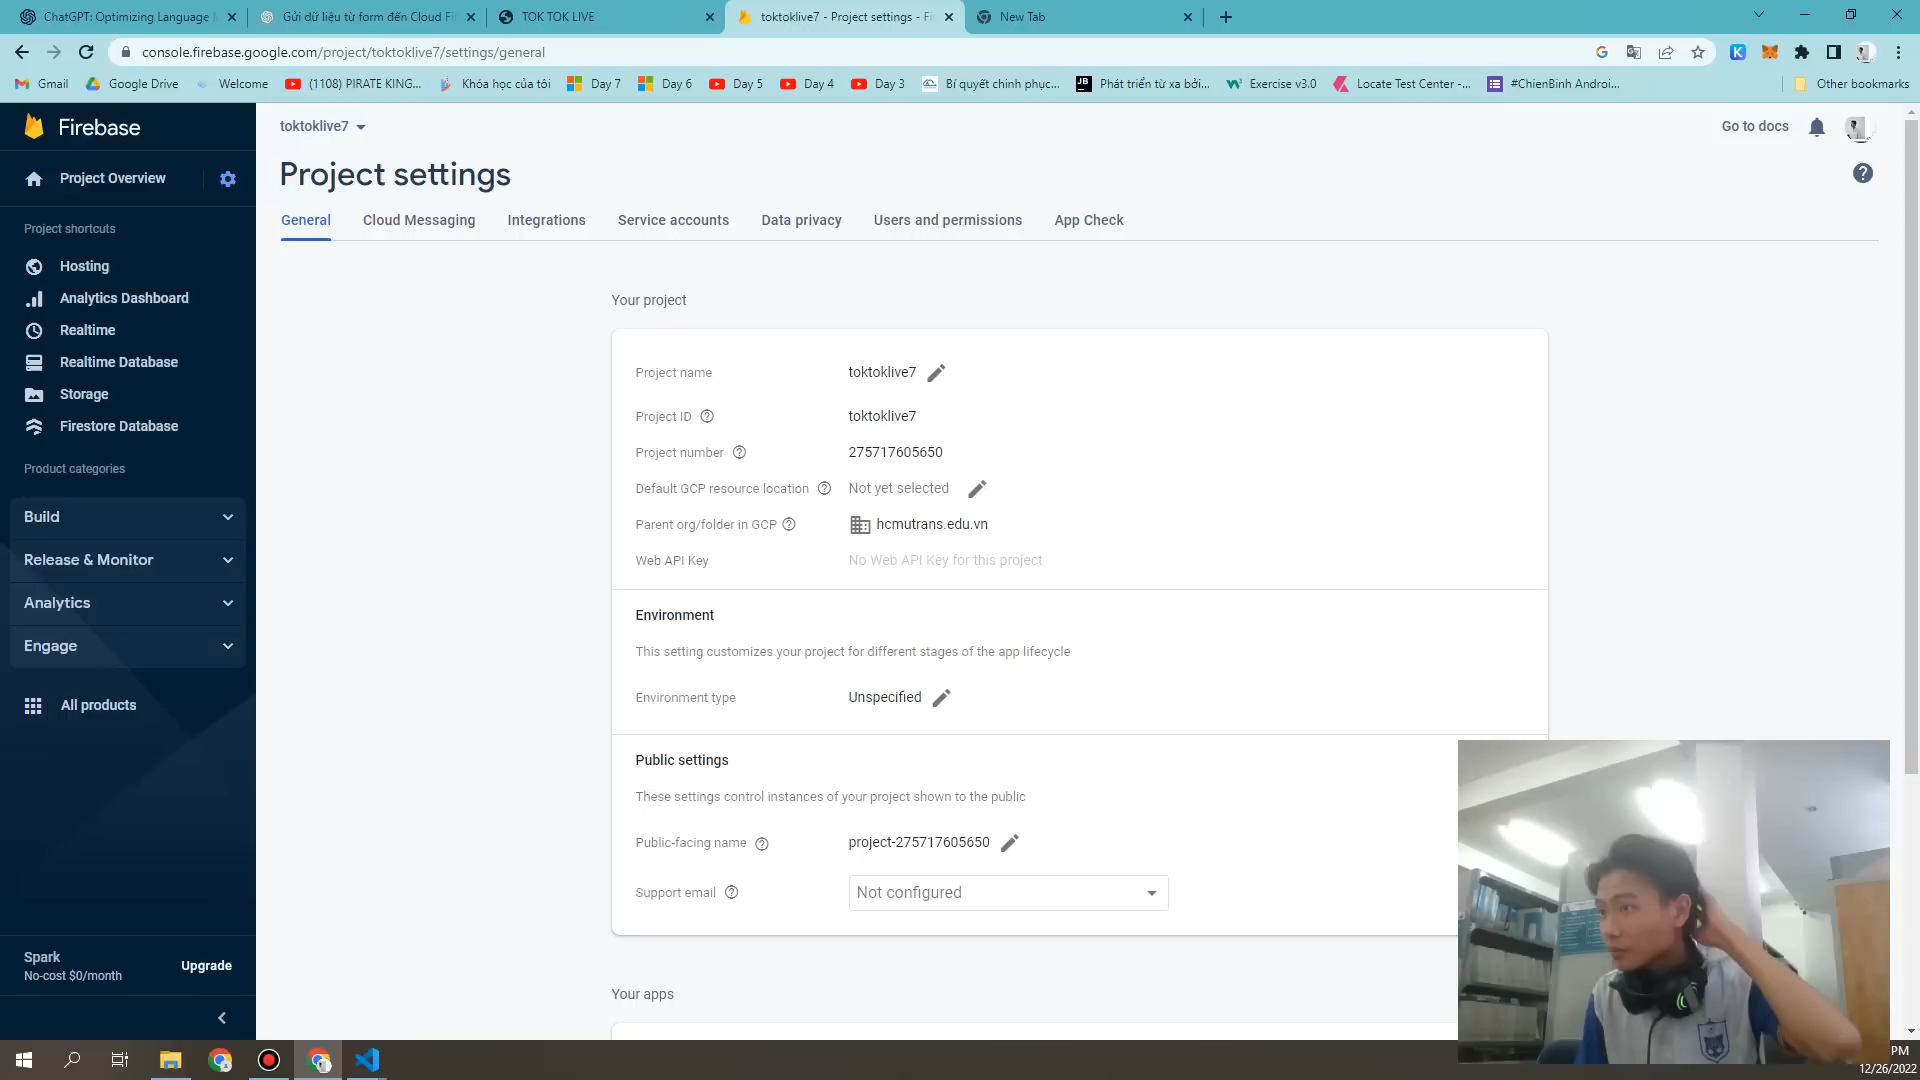 ChatGPT: Optimizing Language
Gửi dữ liệu từ form đến Cloud Fi
TOK TOK LIVE
toktoklive7 - Project settings - Fi
New Tab
console.firebase.google.com/project/toktoklive7/settings/general
Gmail
Google Drive
Welcome
(1108) PIRATE KING...
Khóa học của tôi
Day 7
Day 6
Day 5
Day 4
Day 3
Bí quyết chinh phục...
Phát triển từ xa bởi...
Exercise v3.0
Locate Test Center -...
#ChienBinh Androi...
Other bookmarks
Firebase
toktoklive7
Go to docs
Project Overview
Project settings
General
Cloud Messaging
Integrations
Service accounts
Data privacy
Users and permissions
App Check
Project shortcuts
Hosting
Analytics Dashboard
Realtime
Realtime Database
Storage
Firestore Database
Product categories
Build
Release & Monitor
Analytics
Engage
All products
Spark
No-cost $0/month
Upgrade
Your project
Project name
toktoklive7
Project ID
toktoklive7
Project number
275717605650
Default GCP resource location
Not yet selected
Parent org/folder in GCP
hcmutrans.edu.vn
Web API Key
No Web API Key for this project
Environment
This setting customizes your project for different stages of the app lifecycle
Environment type
Unspecified
Public settings
These settings control instances of your project shown to the public
Public-facing name
project-275717605650
Support email
Not configured
Your apps
PM
12/26/2022